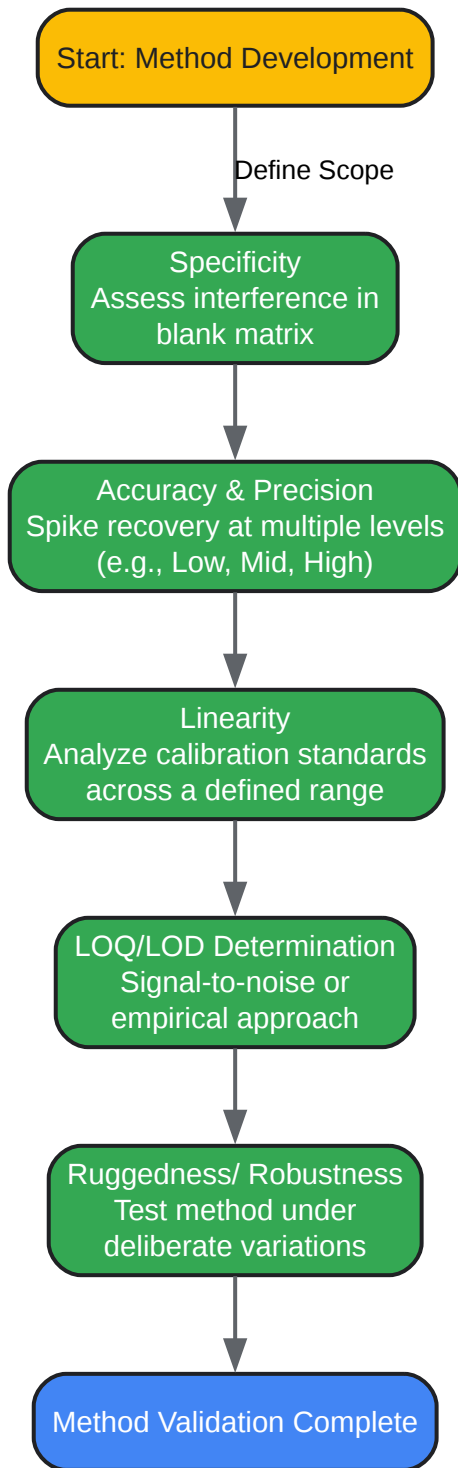 Start: Method Development
Define Scope
Specificity
Assess interference in
blank matrix
Accuracy & Precision
Spike recovery at multiple levels
(e.g., Low, Mid, High)
Linearity
Analyze calibration standards
across a defined range
LOQ/LOD Determination
Signal-to-noise or
empirical approach
Ruggedness/ Robustness
Test method under
deliberate variations
Method Validation Complete